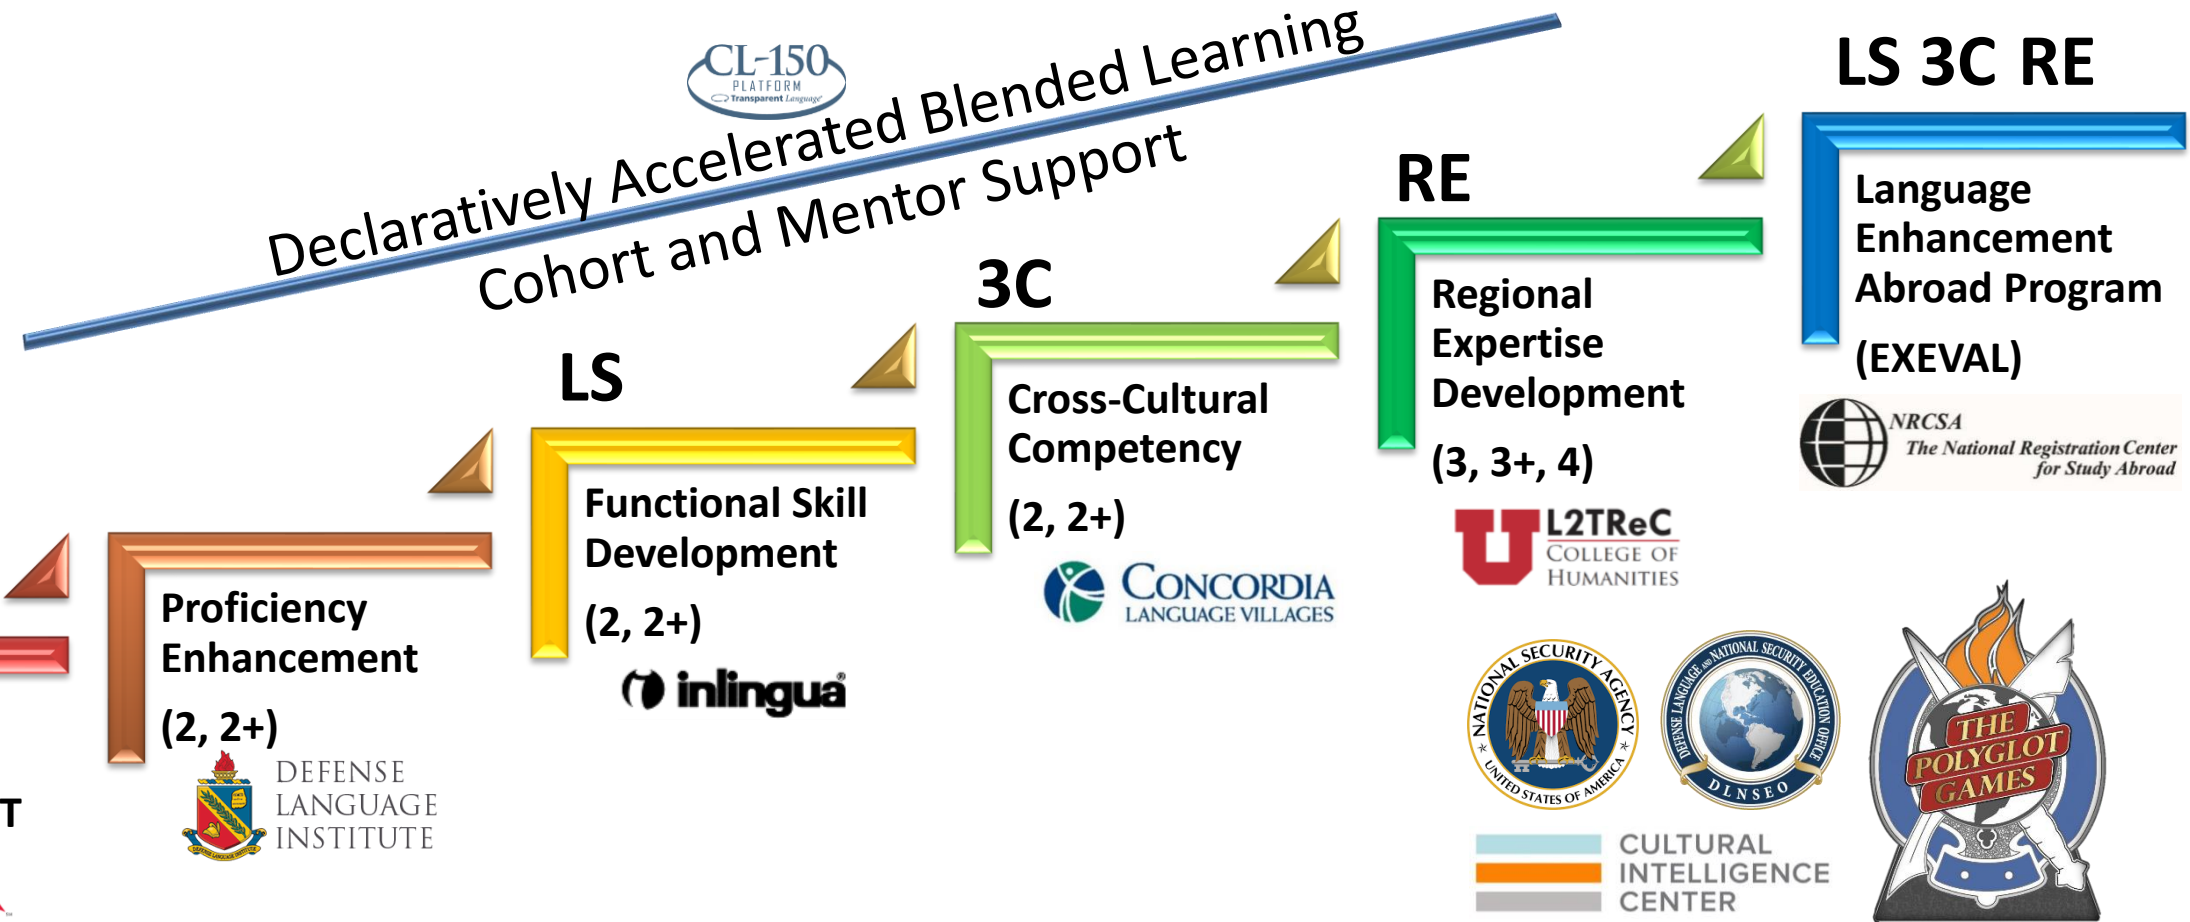 CL-150
PLATFORM
Transparent Language
Declaratively Accelerated Blended Learning
Cohort and Mentor Support
T
Proficiency
Enhancement
(2, 2+)
DEFENSE
LANGUAGE
INSTITUTE
LS
Functional Skill
Development
(2, 2+)
inlingua®
3C
Cross-Cultural
Competency
(2, 2+)
CONCORDIA
LANGUAGE VILLAGES
RE
Regional
Expertise
Development
(3, 3+, 4)
U
L2TReC
COLLEGE OF
HUMANITIES
LS 3C RE
Language
Enhancement
Abroad Program
(EXEVAL)
NRCSA
The National Registration Center
for Study Abroad
NATIONAL SECURITY AGENCY
UNITED STATES OF AMERICA
DEFENSE LANGUAGE AND NATIONAL SECURITY EDUCATION OFFICE
DLNSEO
THE
POLYGLOT
GAMES
CULTURAL
INTELLIGENCE
CENTER